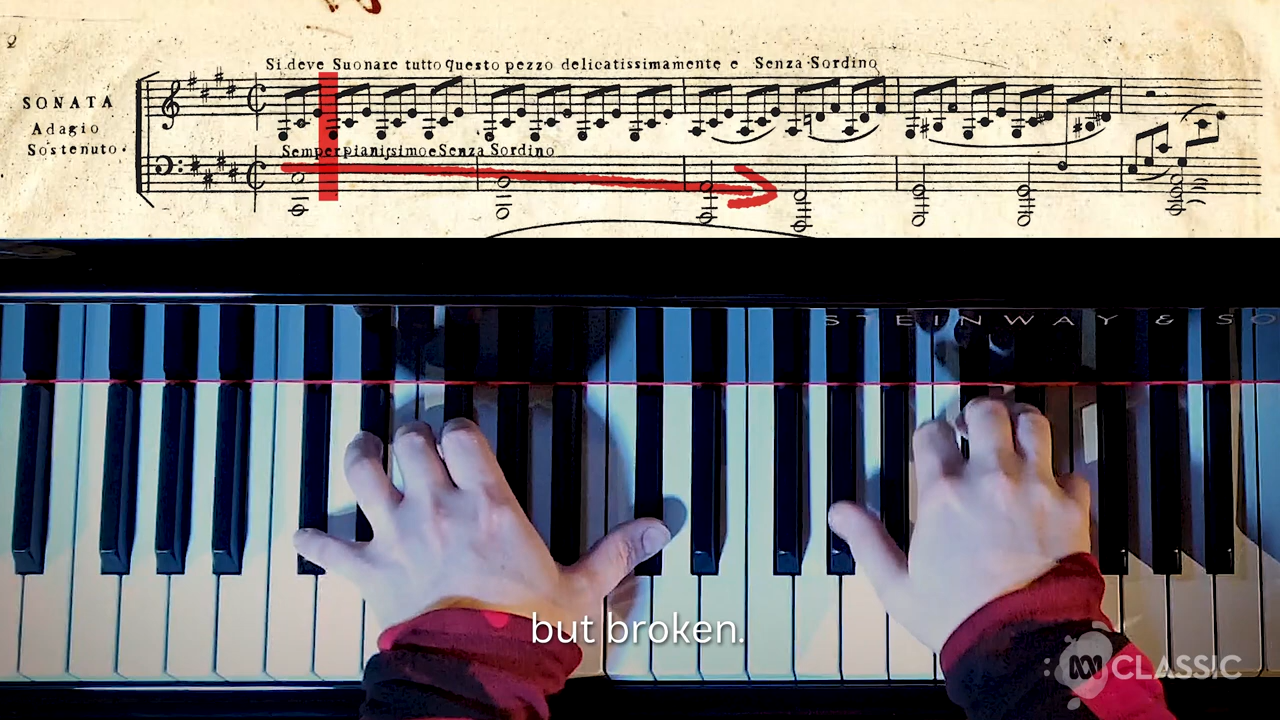 2
Si deve Suonare tutto questo pezzo delicatissimamente e Senza Sordino
SONATA
Adagio
Sostenuto.
Semper pianissimo e Senza Sordino
STEINWAY & SO
but broken.
CLASSIC